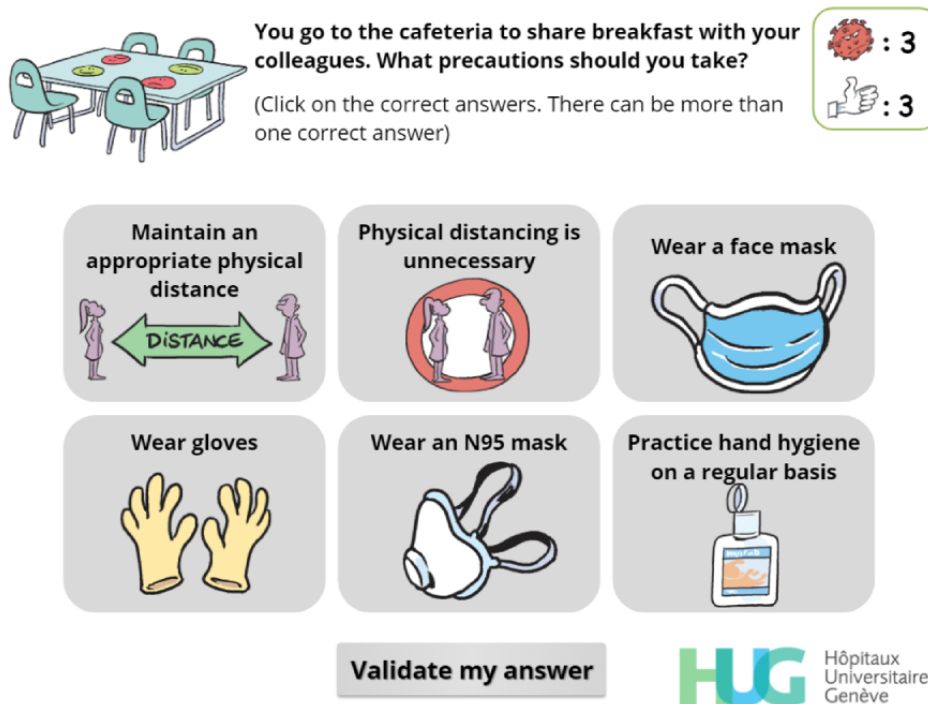 You go to the cafeteria to share breakfast with your
colleagues. What precautions should you take?
(Click on the correct answers. There can be more than
one correct answer)
: 3
: 3
Maintain an
appropriate physical
distance
DISTANCE
Physical distancing is
unnecessary
Wear a face mask
Wear gloves
Wear an N95 mask
Practice hand hygiene
on a regular basis
Validate my answer
HUG
Hôpitaux
Universitaire
Genève